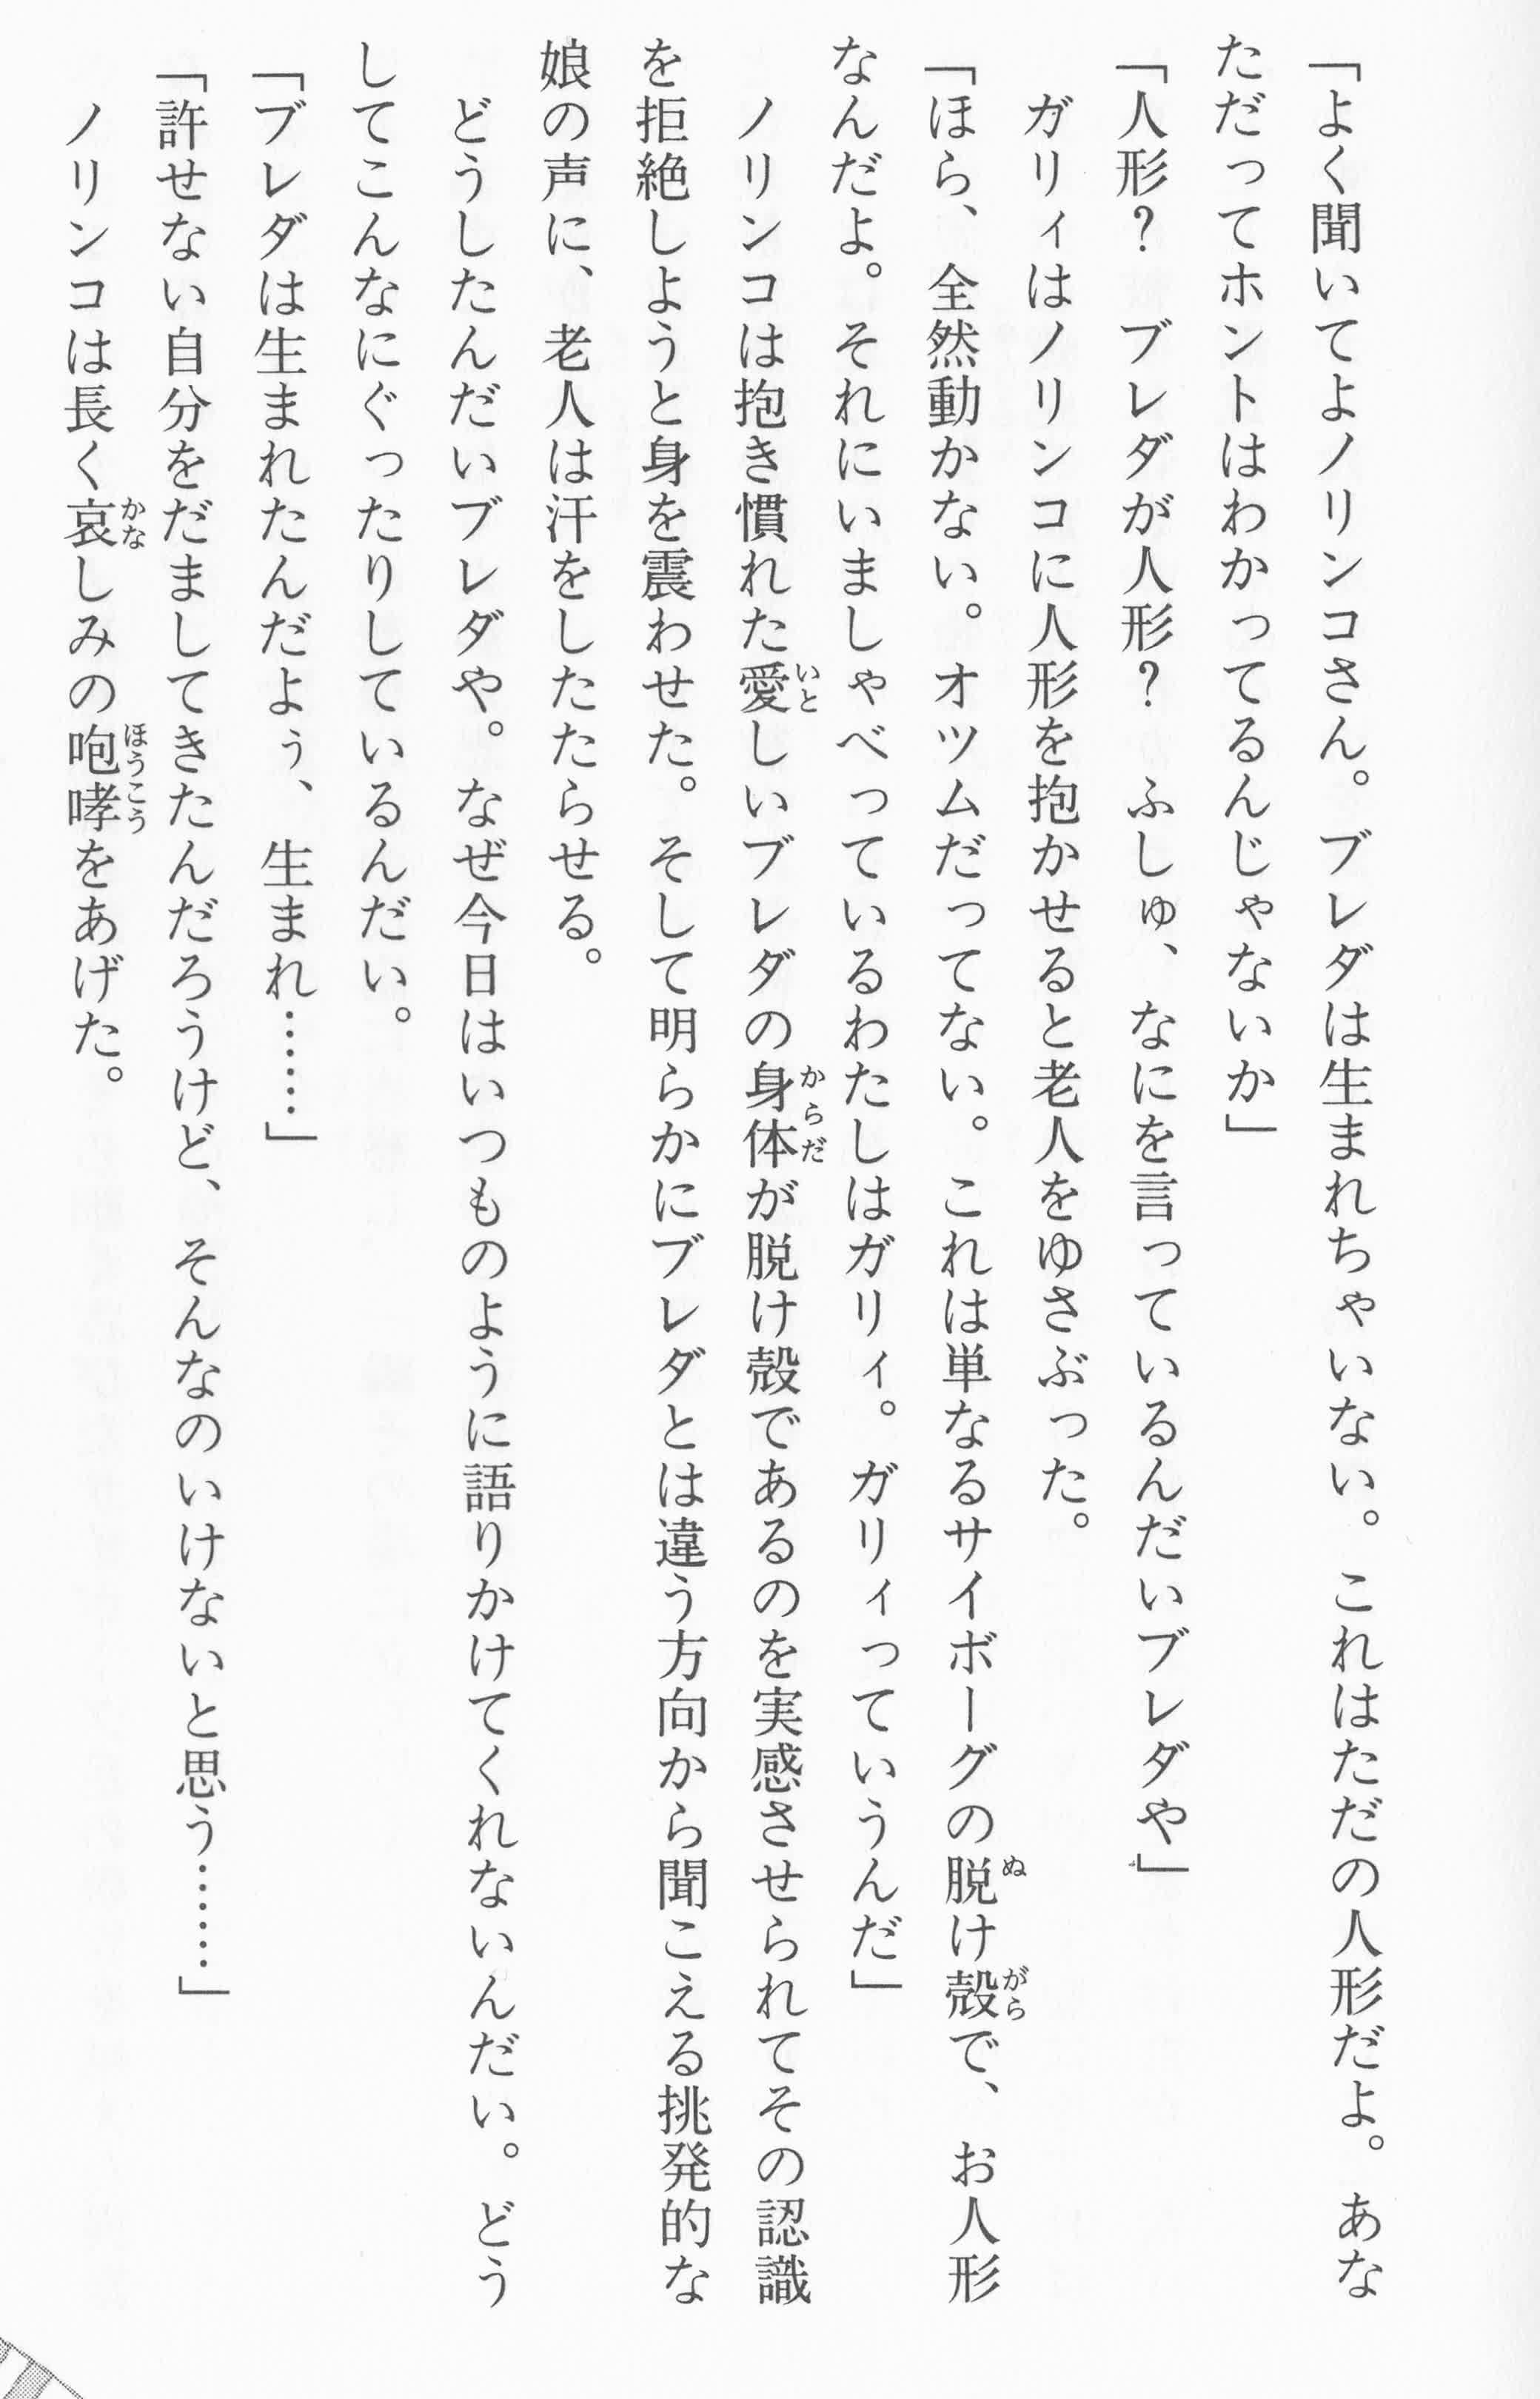 「よく聞いてよノリンコさん。ブレダは生まれちゃいない。これはただの人形だよ。あな
ただってホントはわかってるんじゃないか」
「人形？　ブレダが人形？　ふしゅ、なにを言っているんだいブレダや」
　ガリィはノリンコに人形を抱かせると老人をゆさぶった。
「ほら、全然動かない。オツムだってない。これは単なるサイボーグの脱け殻で、お人形
なんだよ。それにいましゃべっているわたしはガリィ。ガリィっていうんだ」
　ノリンコは抱き慣れた愛しいブレダの身体が脱け殻であるのを実感させられてその認識
を拒絶しようと身を震わせた。そして明らかにブレダとは違う方向から聞こえる挑発的な
娘の声に、老人は汗をしたたらせる。
　どうしたんだいブレダや。なぜ今日はいつものように語りかけてくれないんだい。どう
してこんなにぐったりしているんだい。
「ブレダは生まれたんだよぅ、生まれ……」
「許せない自分をだましてきたんだろうけど、そんなのいけないと思う……」
　ノリンコは長く哀しみの咆哮をあげた。